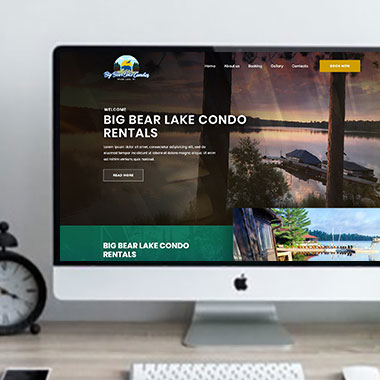 Big Bear Lake Condos
Home About us Booking Gallery Contacts BOOK NOW
WELCOME
BIG BEAR LAKE CONDO
RENTALS
Lorem ipsum dolor sit amet, consectetur adipiscing elit, sed do
eiusmod tempor incididunt ut labore et dolore magna aliqua. Ut enim
ad minim veniam, quis nostrud.
READ MORE
BIG BEAR LAKE CONDO
RENTALS